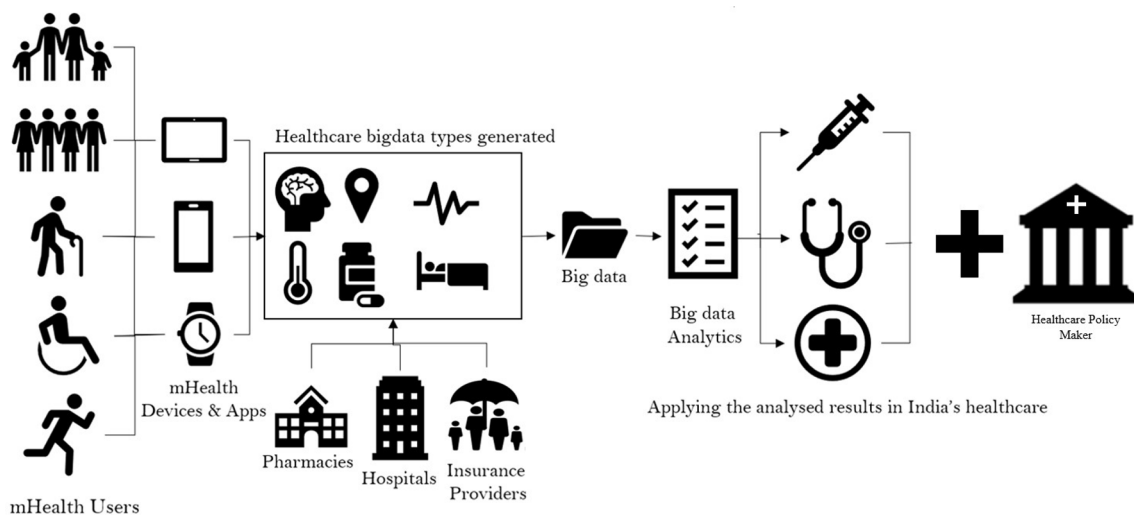 Healthcare bigdata types generated
Big data
Big data
Analytics
Healthcare Policy
Maker
mHealth
Devices & Apps
Applying the analysed results in India's healthcare
Pharmacies
Hospitals
Insurance
Providers
mHealth Users